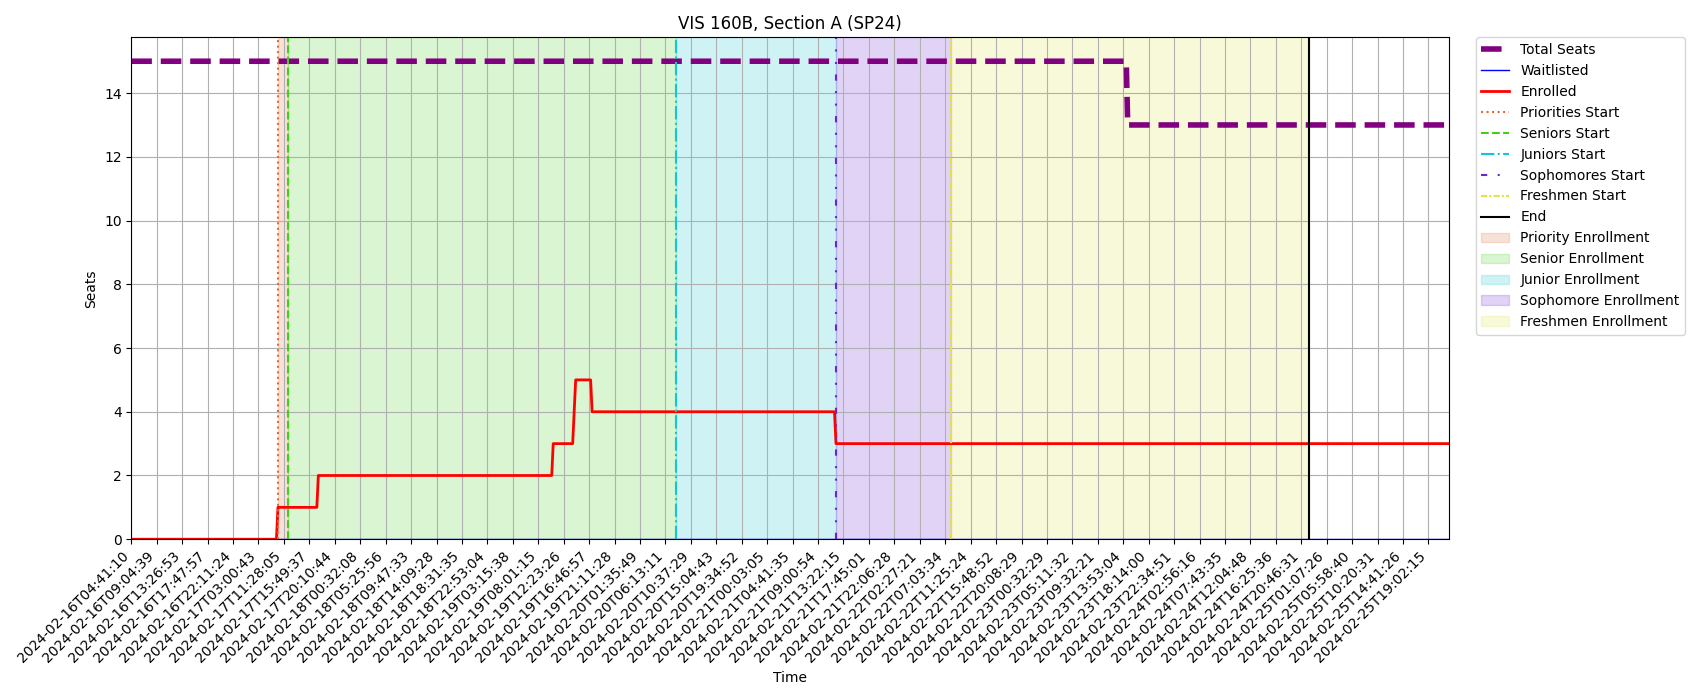 VIS 160B, Section A (SP24)
Total Seats
Waitlisted
Enrolled
Priorities Start
Seniors Start
Juniors Start
Sophomores Start
Freshmen Start
End
Priority Enrollment
Senior Enrollment
Junior Enrollment
Sophomore Enrollment
Freshmen Enrollment
Seats
14
12
10
8
6
4
2
0
2024-02-16T04:41:10
2024-02-16T09:04:39
2024-02-16T13:26:53
2024-02-16T17:47:57
2024-02-16T22:11:24
2024-02-17T03:00:43
2024-02-17T11:28:05
2024-02-17T15:49:37
2024-02-17T20:10:44
2024-02-18T00:32:08
2024-02-18T05:25:56
2024-02-18T09:47:33
2024-02-18T14:09:28
2024-02-18T18:31:35
2024-02-18T22:53:04
2024-02-19T03:15:38
2024-02-19T08:01:15
2024-02-19T12:23:26
2024-02-19T16:46:57
2024-02-19T21:11:28
2024-02-20T01:35:49
2024-02-20T06:13:11
2024-02-20T10:37:29
2024-02-20T15:04:43
2024-02-20T19:34:52
2024-02-21T00:03:05
2024-02-21T04:41:35
2024-02-21T09:00:54
2024-02-21T13:22:15
2024-02-21T17:45:01
2024-02-21T22:06:28
2024-02-22T02:27:21
2024-02-22T07:03:34
2024-02-22T11:25:24
2024-02-22T15:48:52
2024-02-22T20:08:29
2024-02-23T00:32:29
2024-02-23T05:11:32
2024-02-23T09:32:21
2024-02-23T13:53:04
2024-02-23T18:14:00
2024-02-23T22:34:51
2024-02-24T02:56:16
2024-02-24T07:43:35
2024-02-24T12:04:48
2024-02-24T16:25:36
2024-02-24T20:46:31
2024-02-25T01:07:26
2024-02-25T05:58:40
2024-02-25T10:20:31
2024-02-25T14:41:26
2024-02-25T19:02:15
Time